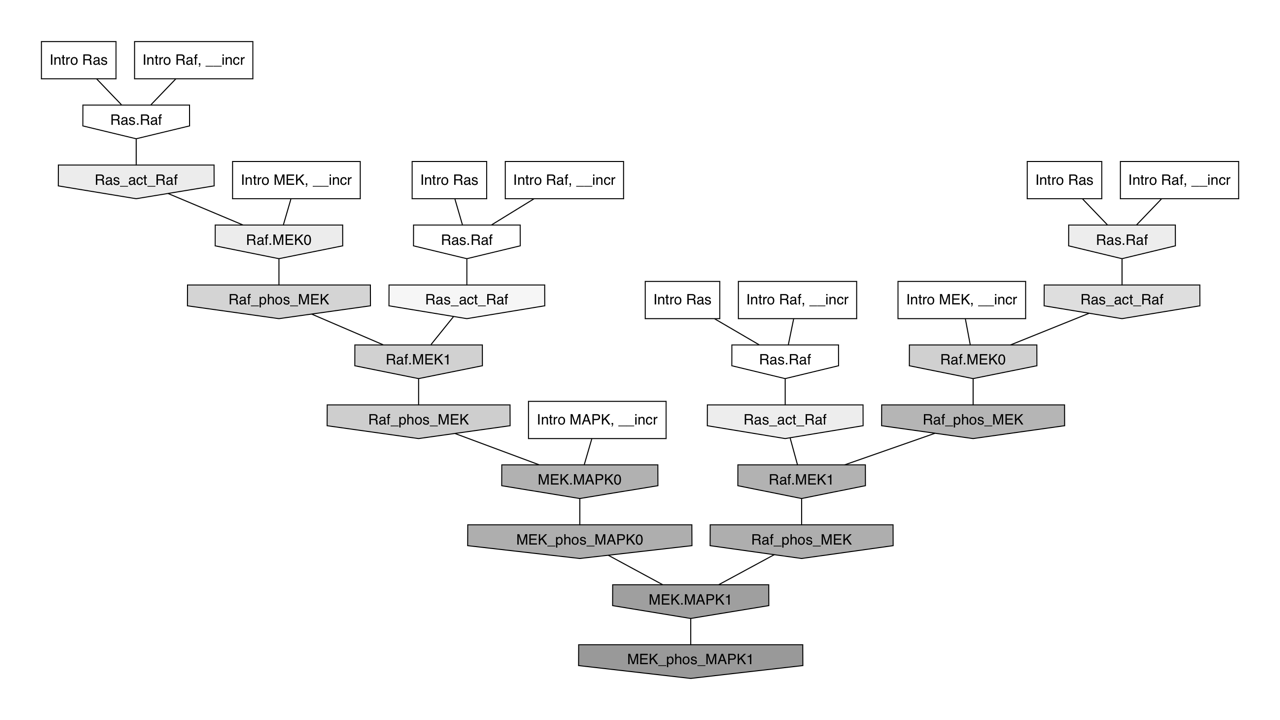 Intro Ras
Intro Raf, __incr
Ras.Raf
Ras_act_Raf
Intro MEK, __incr
Intro Ras
Intro Raf, __incr
Intro Ras
Intro Raf, __incr
Raf.MEK0
Ras.Raf
Ras.Raf
Raf_phos_MEK
Ras_act_Raf
Intro Ras
Intro Raf, __incr
Intro MEK, __incr
Ras_act_Raf
Raf.MEK1
Ras.Raf
Raf.MEK0
Raf_phos_MEK
Intro MAPK, __incr
Ras_act_Raf
Raf_phos_MEK
MEK.MAPK0
Raf.MEK1
MEK_phos_MAPK0
Raf_phos_MEK
MEK.MAPK1
MEK_phos_MAPK1